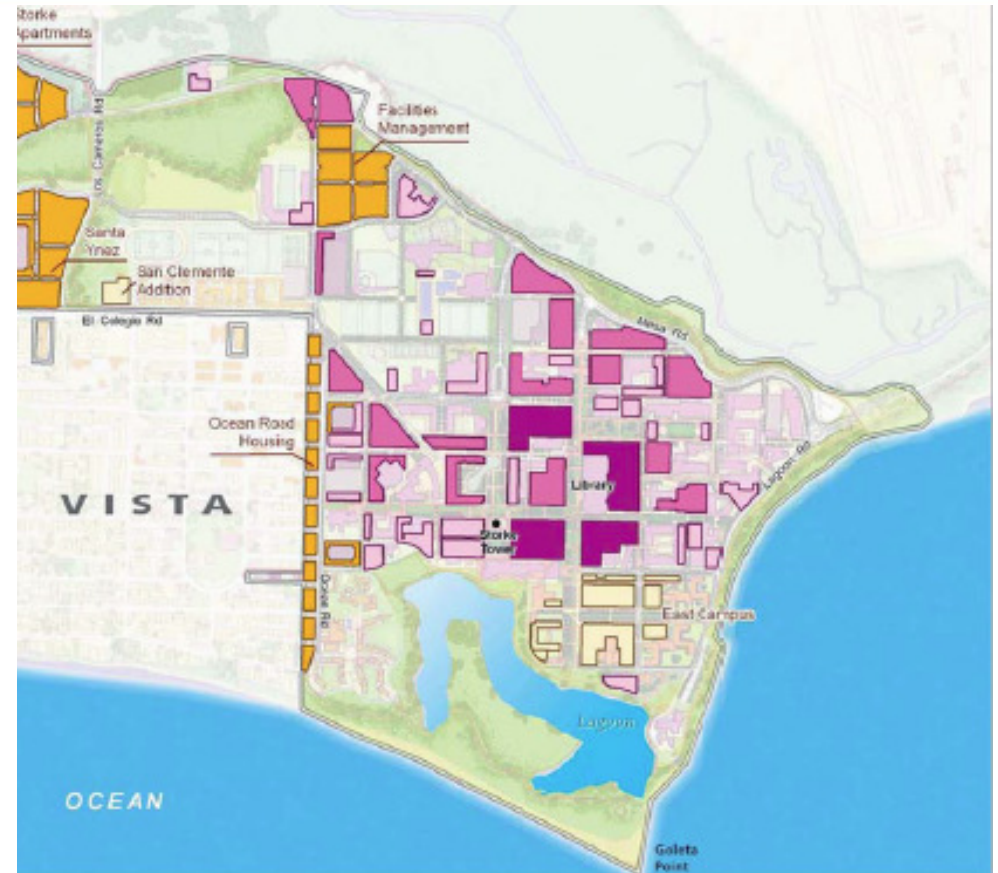 Storke
Apartments
Facilities
Management
Los Carneros Rd
Santa
Ynez
San Clemente
Addition
El Colegio Rd
Mesa Rd
Ocean Road
Housing
Lagoon Rd
Library
VISTA
Storke
Tower
Ocean Rd
East Campus
Lagoon
OCEAN
Goleta
Point